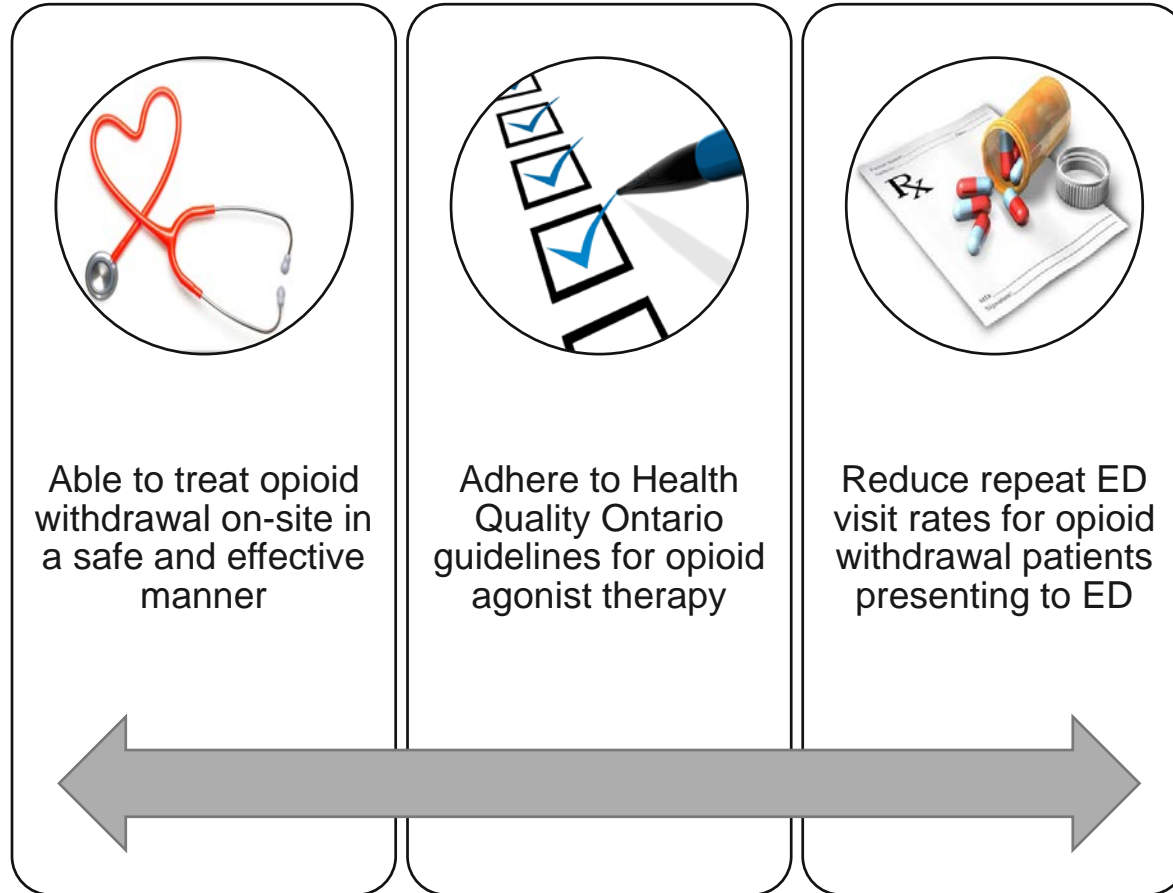 Able to treat opioid
withdrawal on-site in
a safe and effective
manner
Adhere to Health
Quality Ontario
guidelines for opioid
agonist therapy
Rx
Reduce repeat ED
visit rates for opioid
withdrawal patients
presenting to ED